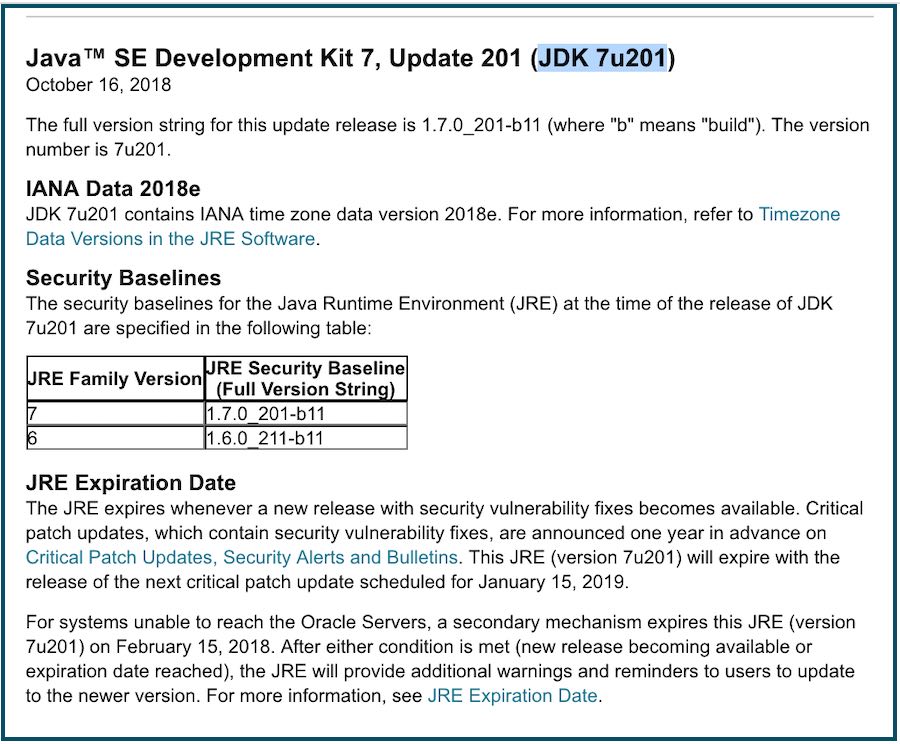 Java™ SE Development Kit 7, Update 201 (JDK 7u201)
October 16, 2018
The full version string for this update release is 1.7.0_201-b11 (where "b" means "build"). The version
number is 7u201.
IANA Data 2018e
JDK 7u201 contains IANA time zone data version 2018e. For more information, refer to Timezone
Data Versions in the JRE Software.
Security Baselines
The security baselines for the Java Runtime Environment (JRE) at the time of the release of JDK
7u201 are specified in the following table:
JRE Family Version JRE Security Baseline
(Full Version String)
7 1.7.0_201-b11
6 1.6.0_211-b11
JRE Expiration Date
The JRE expires whenever a new release with security vulnerability fixes becomes available. Critical
patch updates, which contain security vulnerability fixes, are announced one year in advance on
Critical Patch Updates, Security Alerts and Bulletins. This JRE (version 7u201) will expire with the
release of the next critical patch update scheduled for January 15, 2019.
For systems unable to reach the Oracle Servers, a secondary mechanism expires this JRE (version
7u201) on February 15, 2018. After either condition is met (new release becoming available or
expiration date reached), the JRE will provide additional warnings and reminders to users to update
to the newer version. For more information, see JRE Expiration Date.